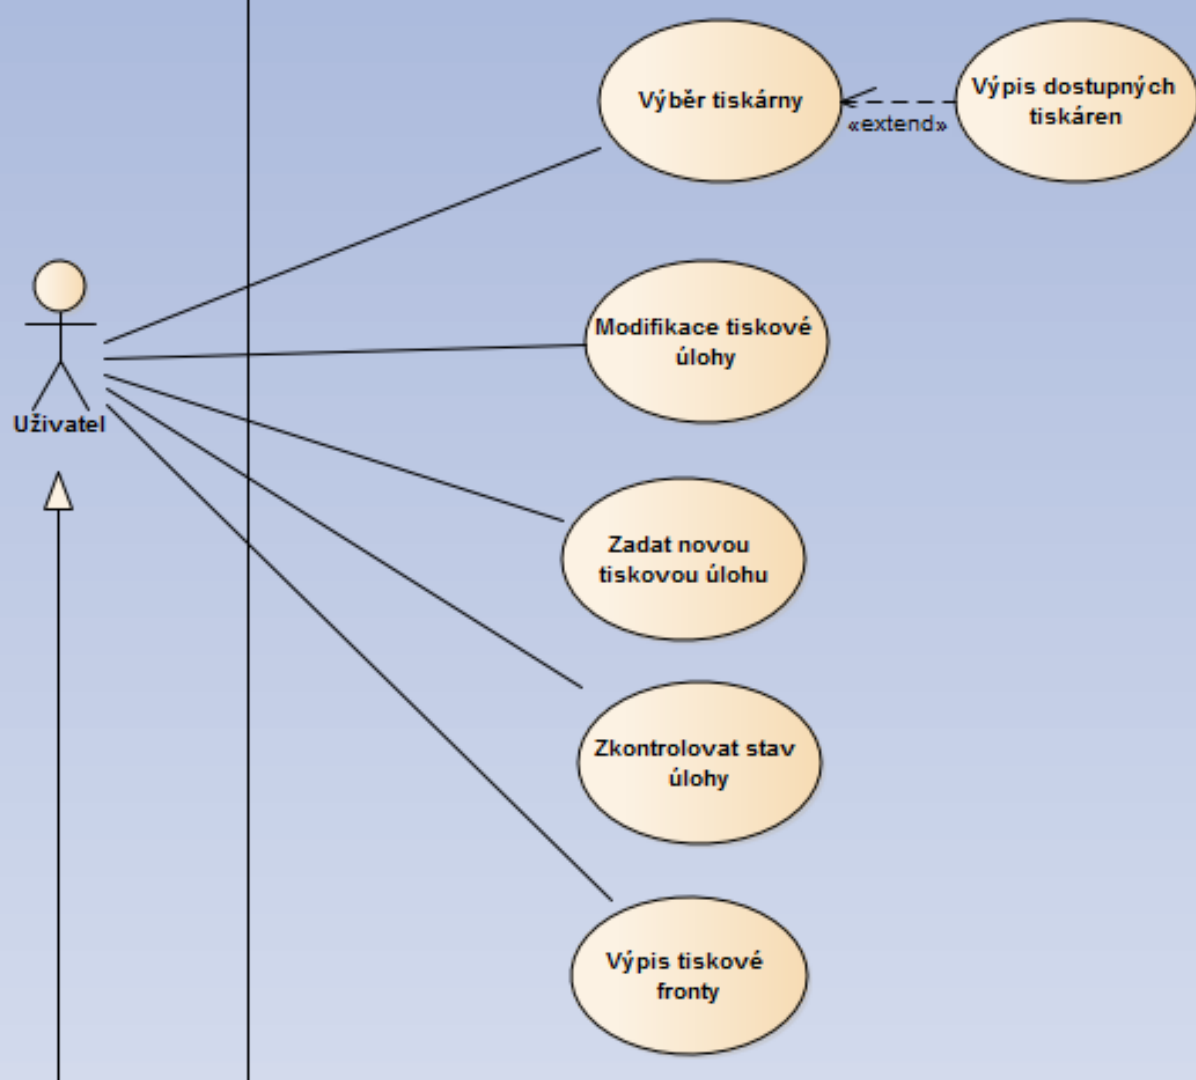 Výběr tiskárny
«extend»
Výpis dostupných
tiskáren
Uživatel
Modifikace tiskové
úlohy
Zadat novou
tiskovou úlohu
Zkontrolovat stav
úlohy
Výpis tiskové
fronty